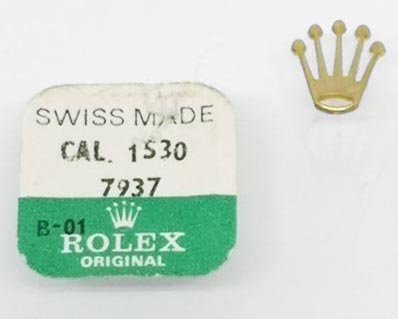 SWISS MADE
CAL. 1530
7937
B-01
ROLEX
ORIGINAL